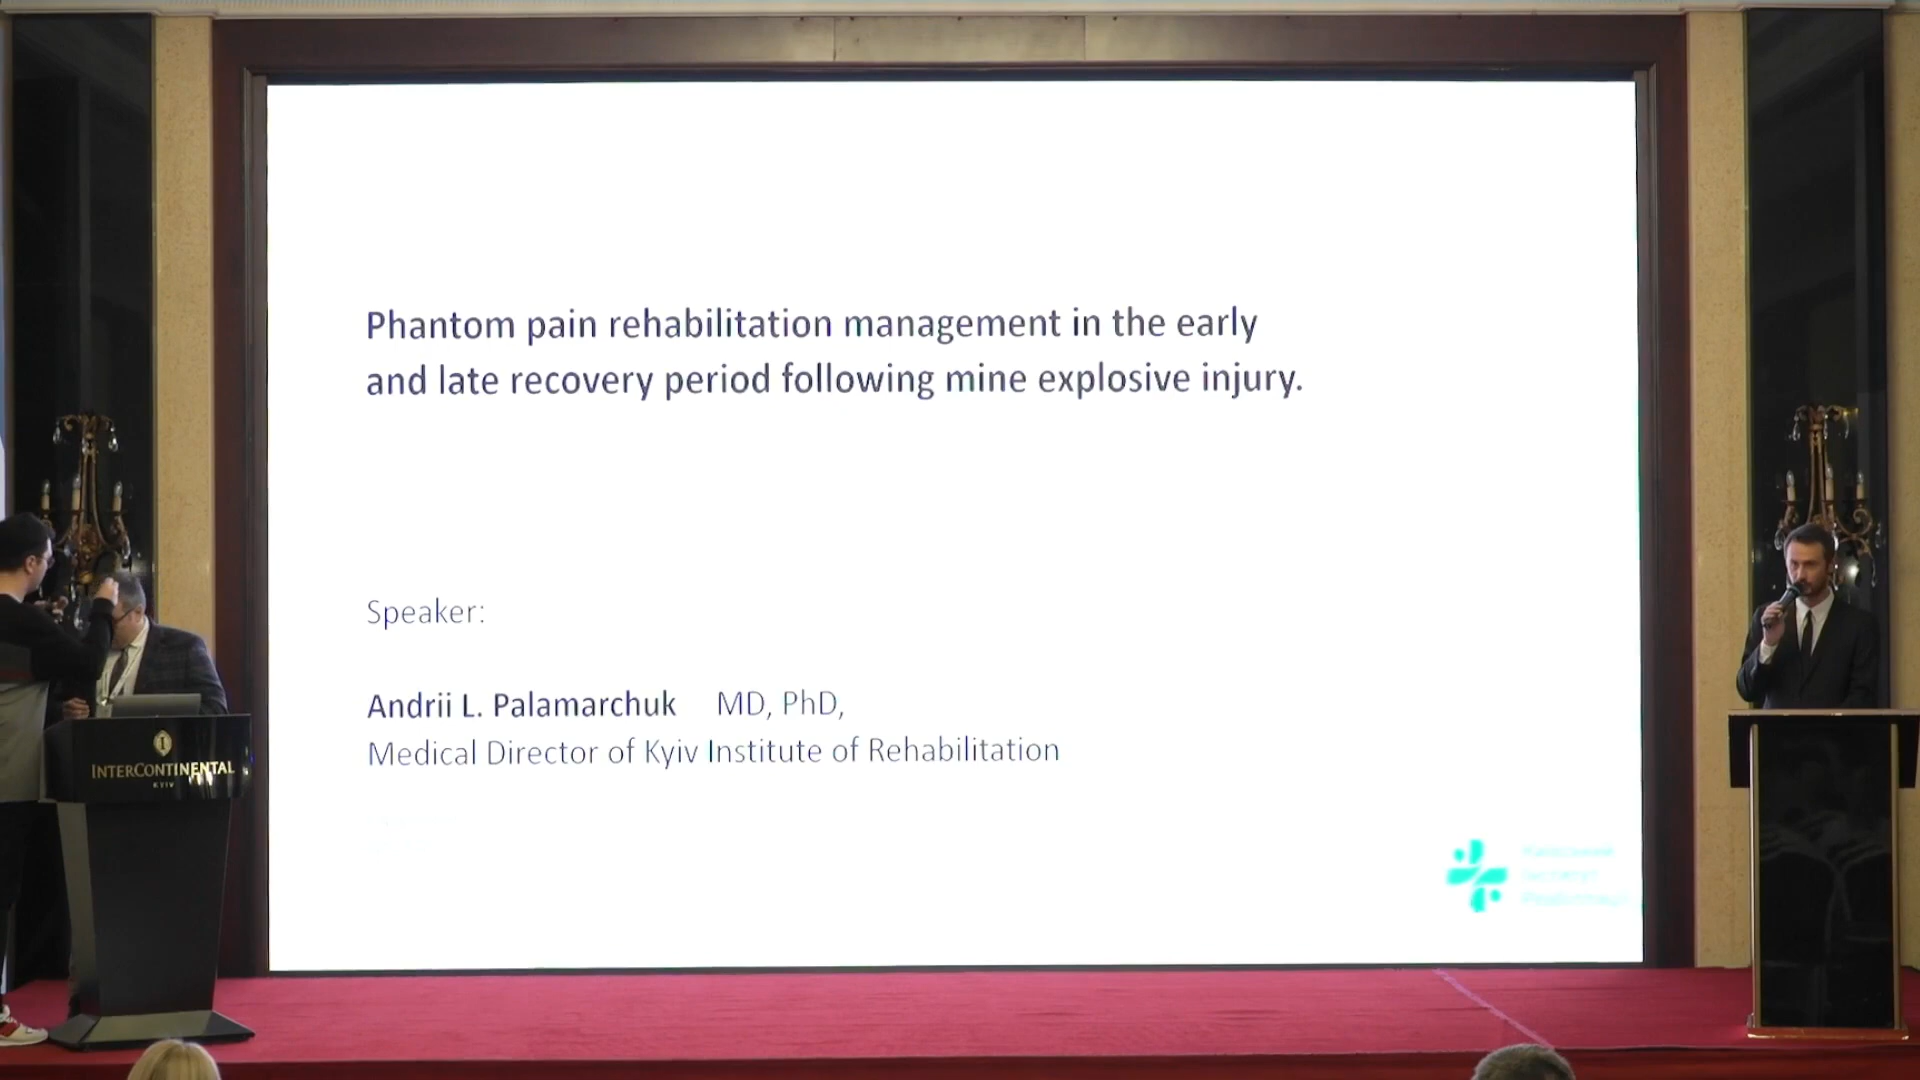 Phantom pain rehabilitation management in the early
and late recovery period following mine explosive injury.
Speaker:
Andrii L. Palamarchuk MD, PhD,
Medical Director of Kyiv Institute of Rehabilitation
INTERCONTINENTAL
KYIV